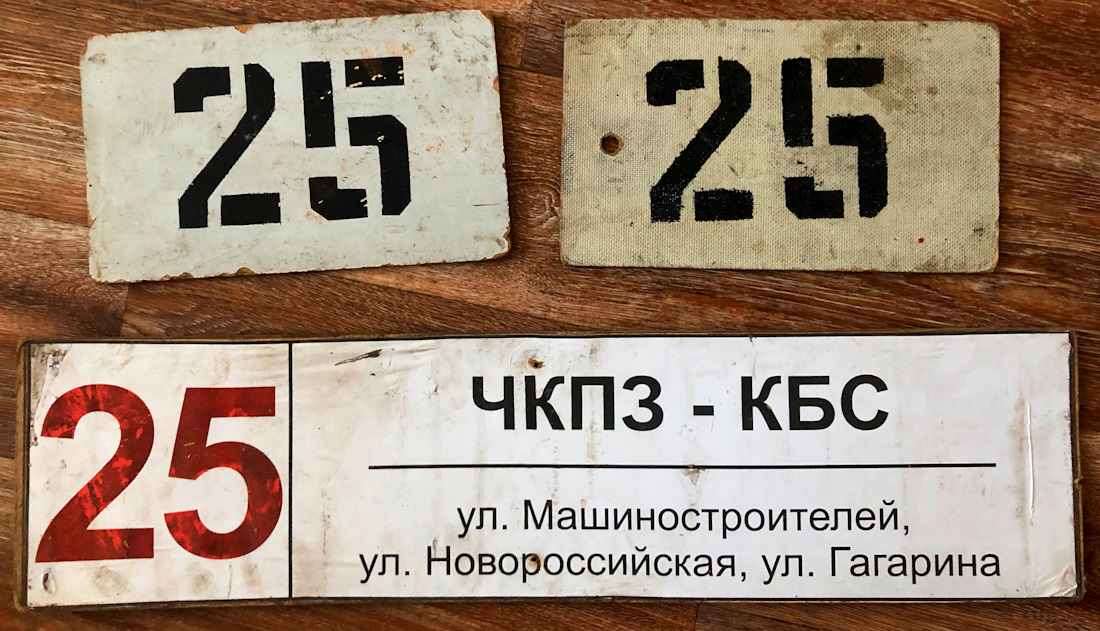 25
25
25
ЧКПЗ - КБС
ул. Машиностроителей,
ул. Новороссийская, ул. Гагарина